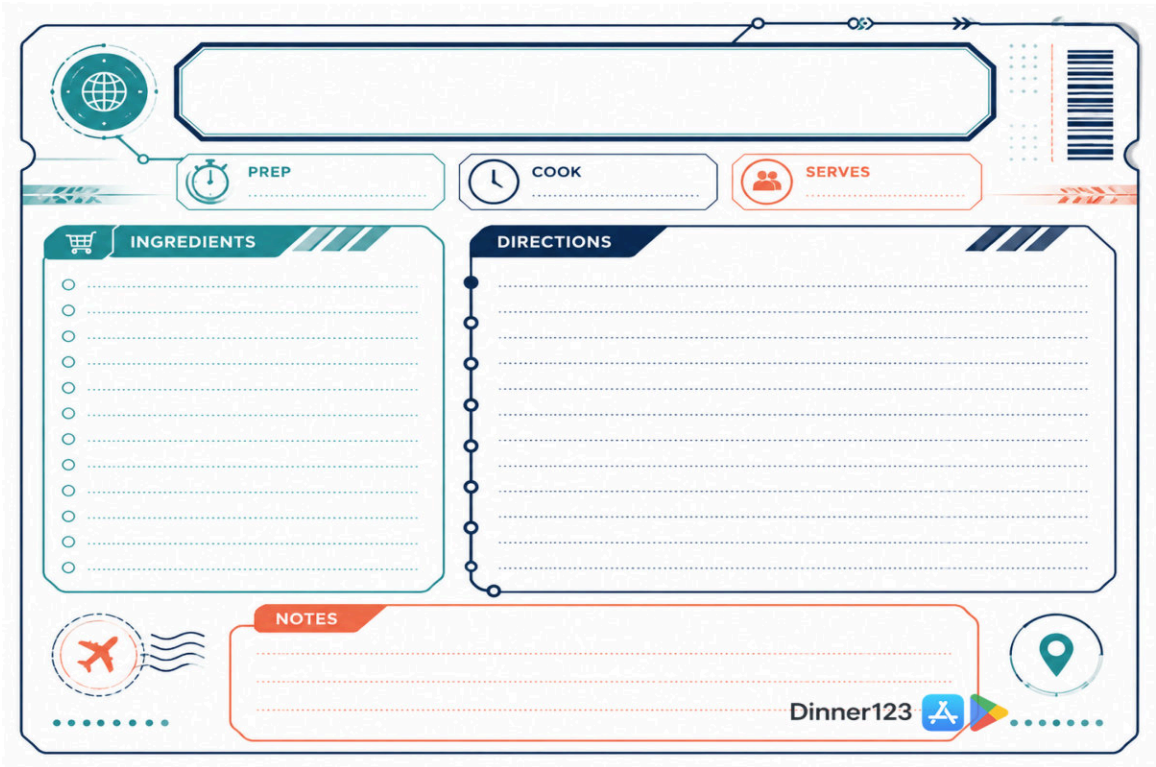 PREP
COOK
SERVES
INGREDIENTS
DIRECTIONS
NOTES
Dinner123